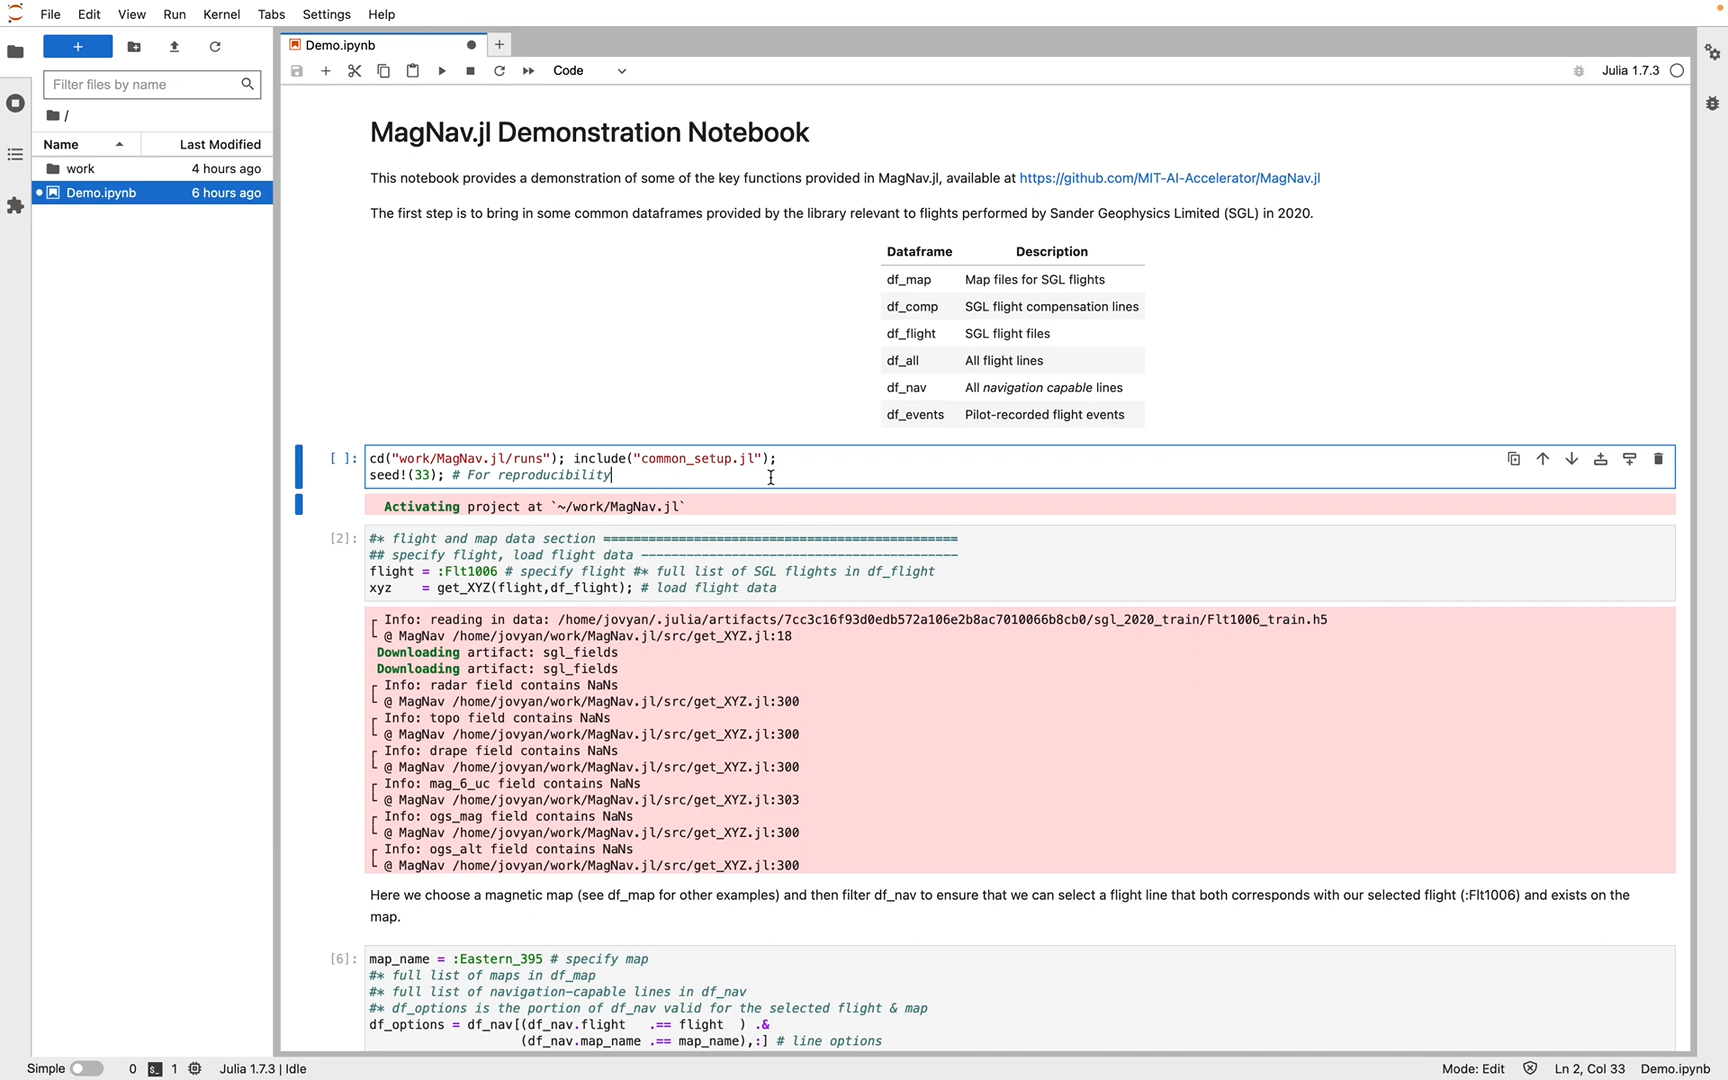 File Edit View Run Kernel Tabs Settings Help
+
Filter files by name
/
Name Last Modified
work 4 hours ago
Demo.ipynb 6 hours ago
Demo.ipynb
Code
Julia 1.7.3
MagNav.jl Demonstration Notebook
This notebook provides a demonstration of some of the key functions provided in MagNav.jl, available at https://github.com/MIT-AI-Accelerator/MagNav.jl
The first step is to bring in some common dataframes provided by the library relevant to flights performed by Sander Geophysics Limited (SGL) in 2020.
Dataframe Description
df_map Map files for SGL flights
df_comp SGL flight compensation lines
df_flight SGL flight files
df_all All flight lines
df_nav All navigation capable lines
df_events Pilot-recorded flight events
[ ]: cd("work/MagNav.jl/runs"); include("common_setup.jl");
seed!(33); # For reproducibility
Activating project at `~/work/MagNav.jl`
[2]: #* flight and map data section ===============================================
## specify flight, load flight data ------------------------------------------
flight = :Flt1006 # specify flight #* full list of SGL flights in df_flight
xyz    = get_XYZ(flight,df_flight); # load flight data
┌ Info: reading in data: /home/jovyan/.julia/artifacts/7cc3c16f93d0edb572a106e2b8ac7010066b8cb0/sgl_2020_train/Flt1006_train.h5
└ @ MagNav /home/jovyan/work/MagNav.jl/src/get_XYZ.jl:18
Downloading artifact: sgl_fields
Downloading artifact: sgl_fields
┌ Info: radar field contains NaNs
└ @ MagNav /home/jovyan/work/MagNav.jl/src/get_XYZ.jl:300
┌ Info: topo field contains NaNs
└ @ MagNav /home/jovyan/work/MagNav.jl/src/get_XYZ.jl:300
┌ Info: drape field contains NaNs
└ @ MagNav /home/jovyan/work/MagNav.jl/src/get_XYZ.jl:300
┌ Info: mag_6_uc field contains NaNs
└ @ MagNav /home/jovyan/work/MagNav.jl/src/get_XYZ.jl:303
┌ Info: ogs_mag field contains NaNs
└ @ MagNav /home/jovyan/work/MagNav.jl/src/get_XYZ.jl:300
┌ Info: ogs_alt field contains NaNs
└ @ MagNav /home/jovyan/work/MagNav.jl/src/get_XYZ.jl:300
Here we choose a magnetic map (see df_map for other examples) and then filter df_nav to ensure that we can select a flight line that both corresponds with our selected flight (:Flt1006) and exists on the
map.
[6]: map_name = :Eastern_395 # specify map
#* full list of maps in df_map
#* full list of navigation-capable lines in df_nav
#* df_options is the portion of df_nav valid for the selected flight & map
df_options = df_nav[(df_nav.flight   .== flight  ) .&
(df_nav.map_name .== map_name),:] # line options
Simple 0 1 Julia 1.7.3 | Idle Mode: Edit Ln 2, Col 33 Demo.ipynb